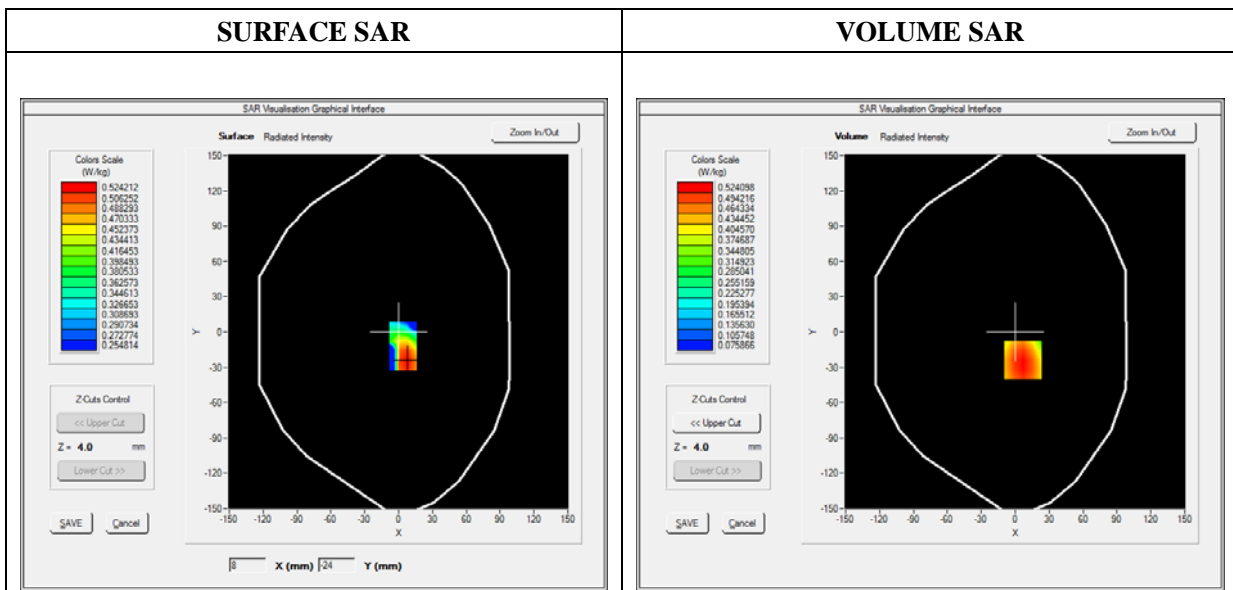 SURFACE SAR
VOLUME SAR
SAR Visualisation Graphical Interface
Surface Radiated Intensity
Zoom In/Out
Colors Scale
(W/kg)
0.524212
0.506252
0.488293
0.470333
0.452373
0.434413
0.416453
0.398493
0.380533
0.362573
0.344613
0.326653
0.308693
0.290734
0.272774
0.254814
Z-Cuts Control
<< Upper Cut
Z = 4.0 mm
Lower Cut >>
SAVE Cancel
150
120
90
60
30
0
-30
-60
-90
-120
-150
Y
-150 -120 -90 -60 -30 0 30 60 90 120 150
X
8 X (mm) -24 Y (mm)
SAR Visualisation Graphical Interface
Volume Radiated Intensity
Zoom In/Out
Colors Scale
(W/kg)
0.524098
0.494216
0.464334
0.434452
0.404570
0.374687
0.344805
0.314923
0.285041
0.255159
0.225277
0.195394
0.165512
0.135630
0.105748
0.075866
Z-Cuts Control
<< Upper Cut
Z = 4.0 mm
Lower Cut >>
SAVE Cancel
150
120
90
60
30
0
-30
-60
-90
-120
-150
Y
-150 -120 -90 -60 -30 0 30 60 90 120 150
X